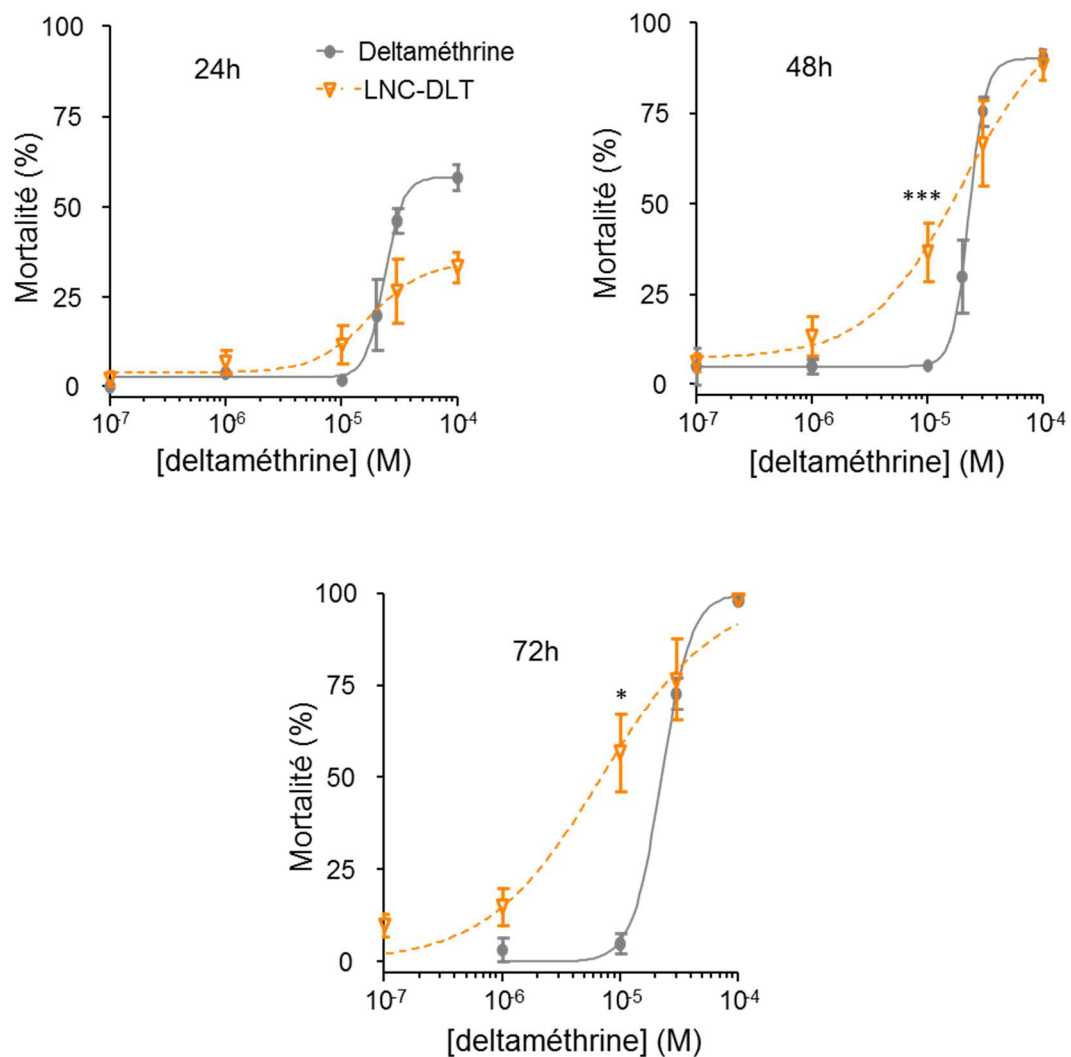 100
75
50
25
0
Mortalité (%)
24h
Deltaméthrine
LNC-DLT
10-7
10-6
10-5
10-4
[deltaméthrine] (M)
100
75
50
25
0
Mortalité (%)
48h
***
10-7
10-6
10-5
10-4
[deltaméthrine] (M)
100
75
50
25
0
Mortalité (%)
72h
*
10-7
10-6
10-5
10-4
[deltaméthrine] (M)